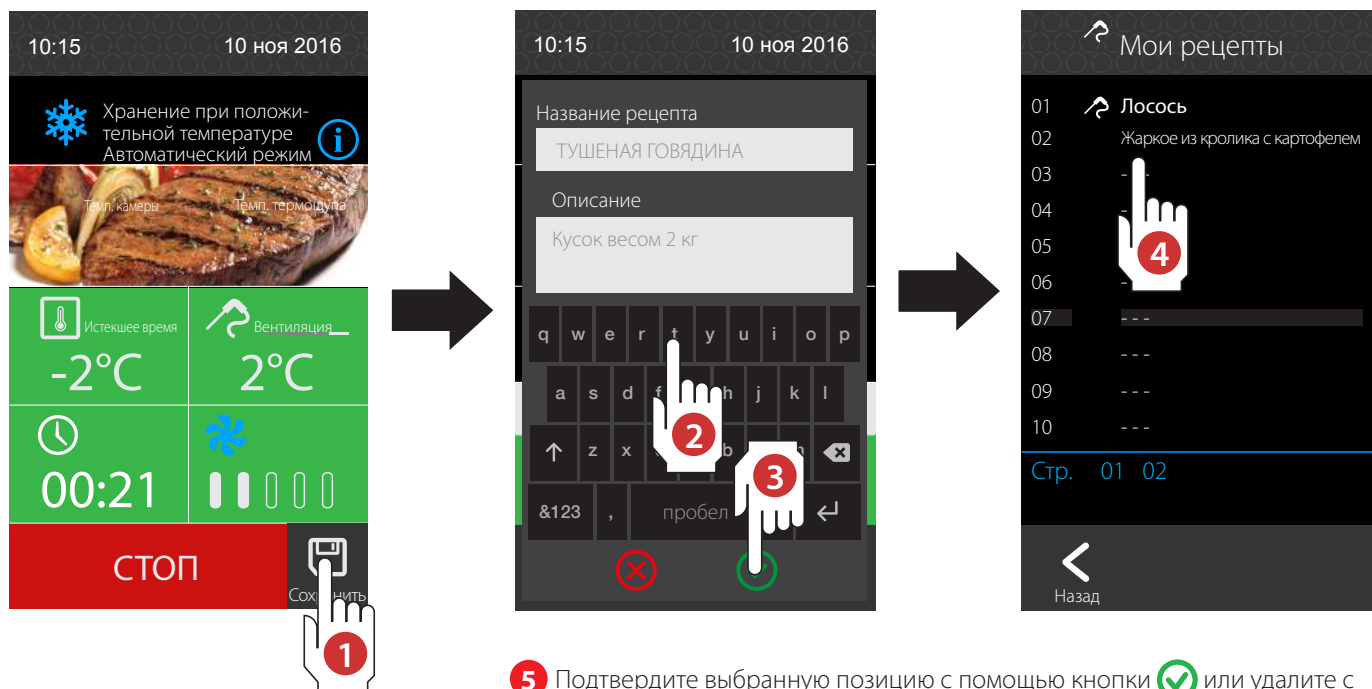 10:15 10 ноя 2016
Хранение при положи-
тельной температуре
Автоматический режим
i
Темп. камеры Темп. термощупа
Истекшее время Вентиляция
-2°C 2°C
00:21
СТОП
Сохранить
1
10:15 10 ноя 2016
Название рецепта
ТУШЕНАЯ ГОВЯДИНА
Описание
Кусок весом 2 кг
q w e r t y u i o p
a s d f h j k l
z x b
2
3
&123 , пробел
Мои рецепты
01 Лосось
02 Жаркое из кролика с картофелем
03 -
04 -
05
06 -
4
07 - - -
08 - - -
09 - - -
10 - - -
Стр. 01 02
Назад
5 Подтвердите выбранную позицию с помощью кнопки или удалите с